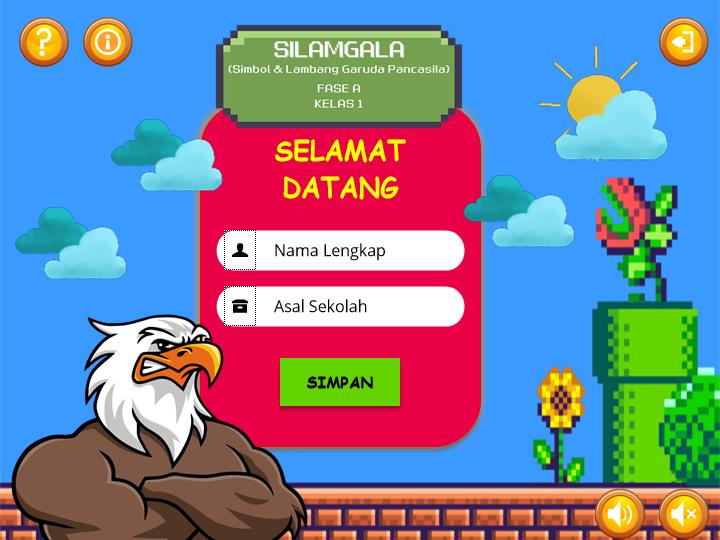 SILAMGALA
(Simbol & Lambang Garuda Pancasila)
FASE A
KELAS 1
SELAMAT
DATANG
Nama Lengkap
Asal Sekolah
SIMPAN